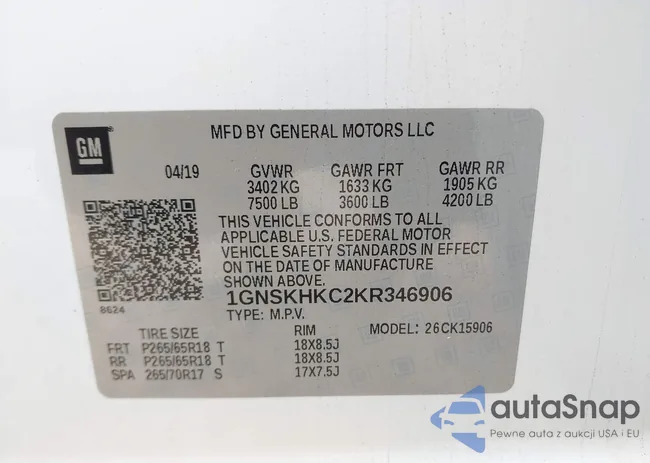 GM
MFD BY GENERAL MOTORS LLC
04/19 GVWR GAWR FRT GAWR RR
3402 KG 1633 KG 1905 KG
7500 LB 3600 LB 4200 LB
THIS VEHICLE CONFORMS TO ALL
APPLICABLE U.S. FEDERAL MOTOR
VEHICLE SAFETY STANDARDS IN EFFECT
ON THE DATE OF MANUFACTURE
SHOWN ABOVE.
8624
1GNSKHKC2KR346906
TYPE: M.P.V. MODEL: 26CK15906
TIRE SIZE RIM
FRT P265/65R18 T 18X8.5J
RR P265/65R18 T 18X8.5J
SPA 265/70R17 S 17X7.5J
autaSnap
Pewne auta z aukcji USA i EU